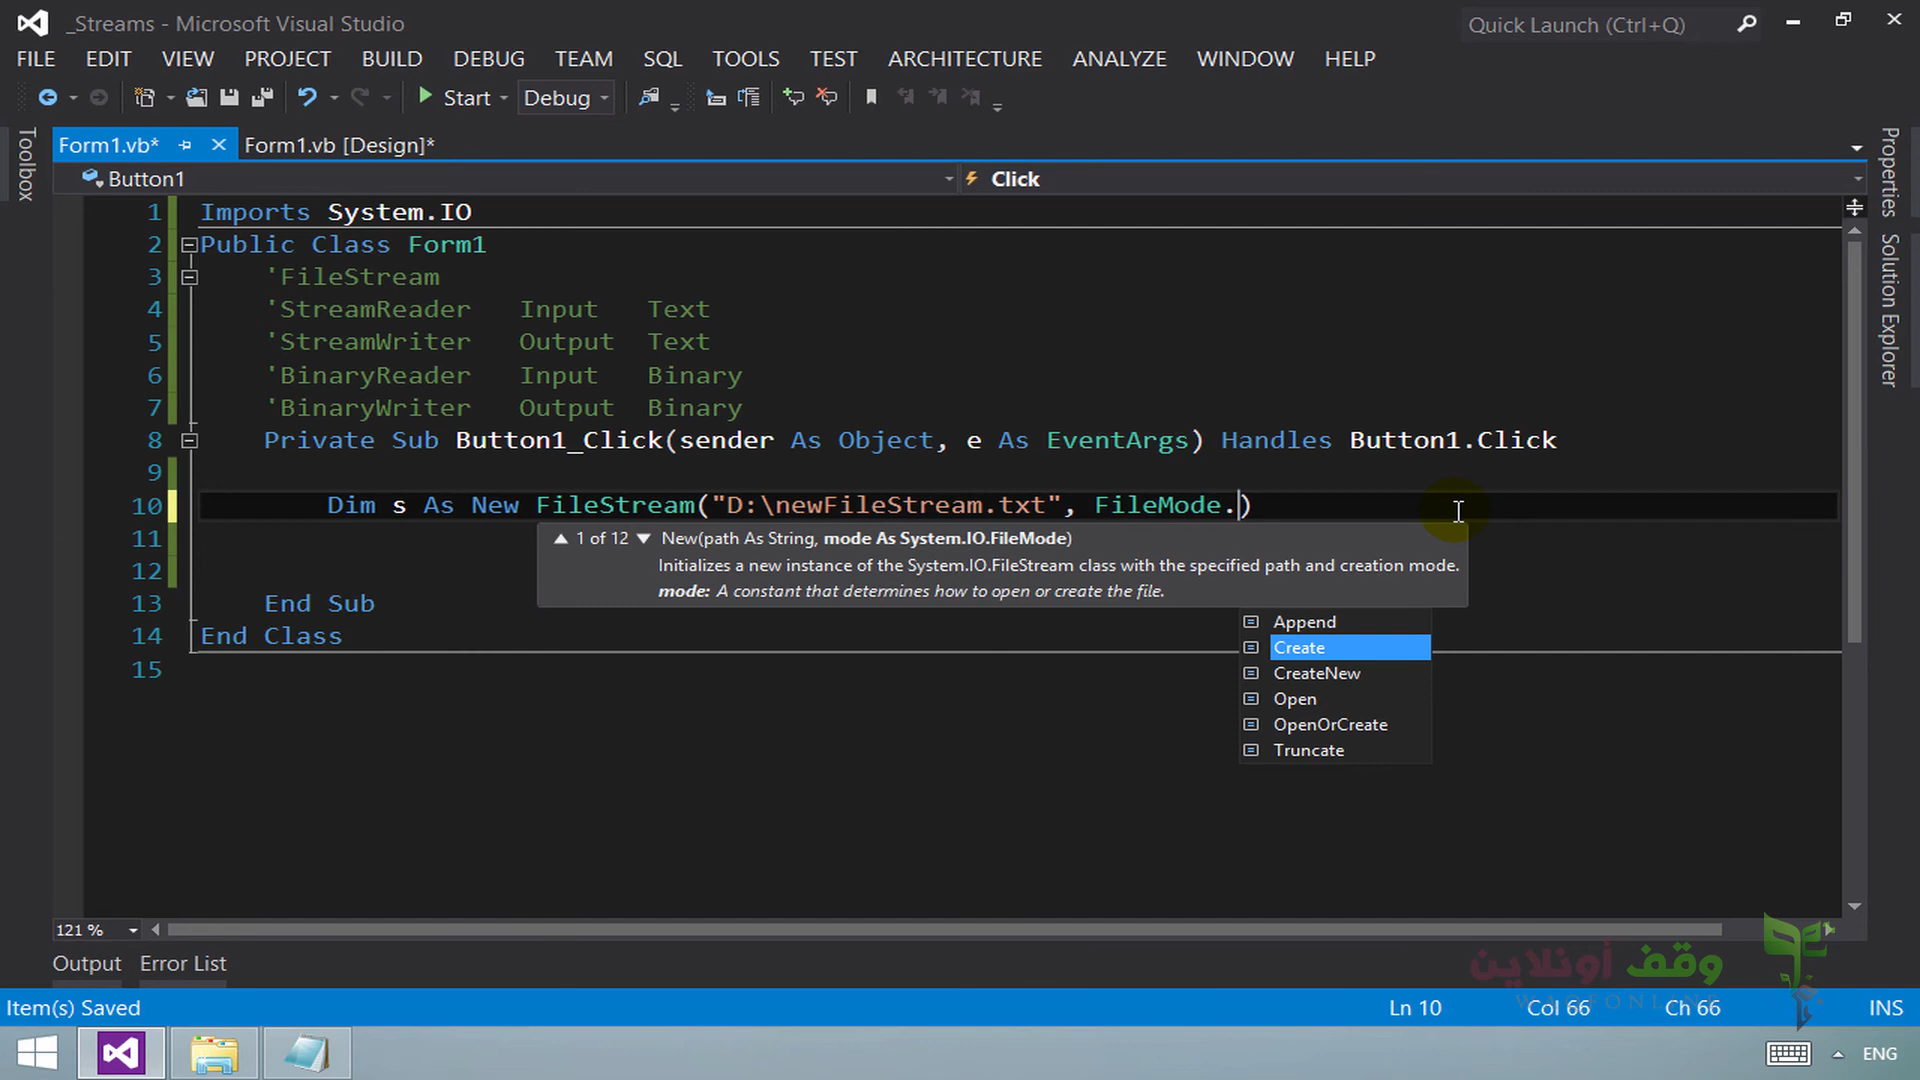 _Streams - Microsoft Visual Studio
Quick Launch (Ctrl+Q)
FILE EDIT VIEW PROJECT BUILD DEBUG TEAM SQL TOOLS TEST ARCHITECTURE ANALYZE WINDOW HELP
Start Debug
Toolbox
Form1.vb* Form1.vb [Design]*
Properties
Solution Explorer
Button1 Click
1 Imports System.IO
2 Public Class Form1
3 'FileStream
4 'StreamReader Input Text
5 'StreamWriter Output Text
6 'BinaryReader Input Binary
7 'BinaryWriter Output Binary
8 Private Sub Button1_Click(sender As Object, e As EventArgs) Handles Button1.Click
9
10 Dim s As New FileStream("D:\newFileStream.txt", FileMode.)
11
12
13 End Sub
14 End Class
15
1 of 12 New(path As String, mode As System.IO.FileMode)
Initializes a new instance of the System.IO.FileStream class with the specified path and creation mode.
mode: A constant that determines how to open or create the file.
Append
Create
CreateNew
Open
OpenOrCreate
Truncate
121 %
Output Error List
وقف أونلاين
WAQFONLINE
Item(s) Saved
Ln 10 Col 66 Ch 66 INS
ENG